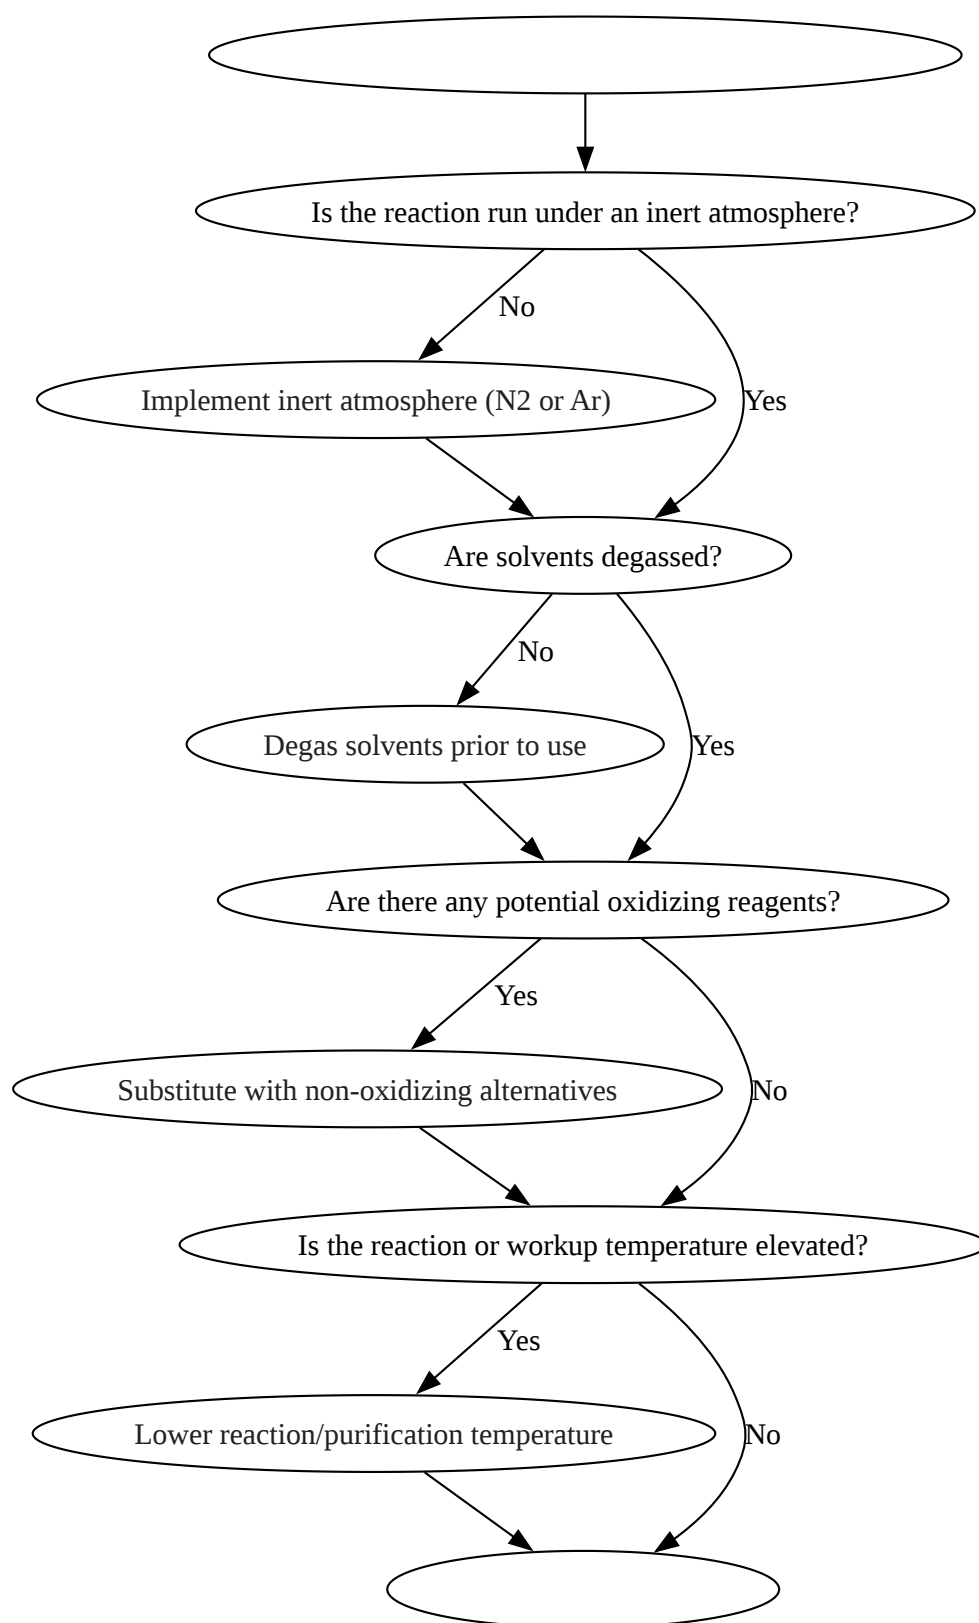 Is the reaction run under an inert atmosphere?
No
Implement inert atmosphere (N2 or Ar)
Yes
Are solvents degassed?
No
Degas solvents prior to use
Yes
Are there any potential oxidizing reagents?
Yes
Substitute with non-oxidizing alternatives
No
Is the reaction or workup temperature elevated?
Yes
Lower reaction/purification temperature
No